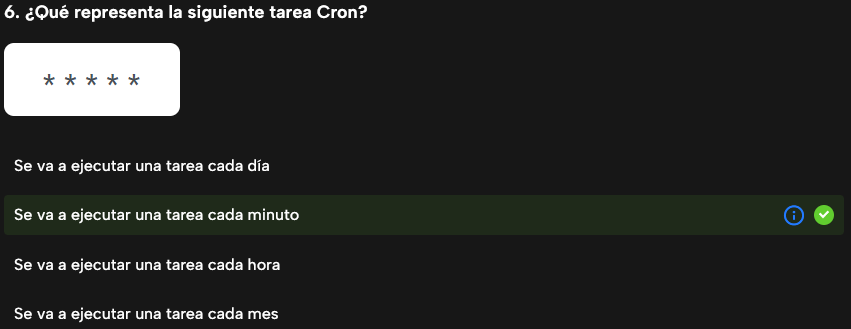 6. ¿Qué representa la siguiente tarea Cron?
* * * * *
Se va a ejecutar una tarea cada día
Se va a ejecutar una tarea cada minuto
Se va a ejecutar una tarea cada hora
Se va a ejecutar una tarea cada mes